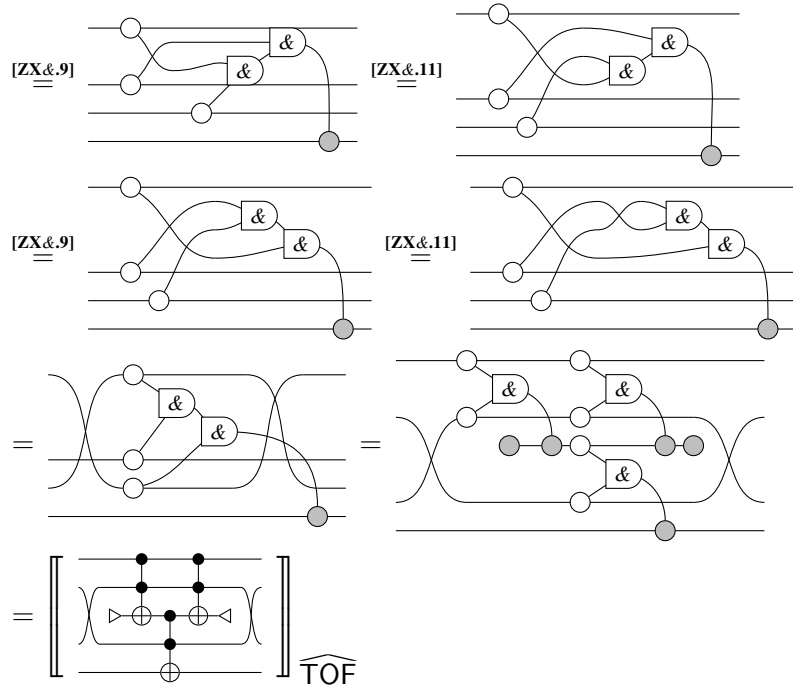 [ZX&.9] = & & [ZX&.11] = & &
[ZX&.9] = & & [ZX&.11] = & &
= & & = & & &
= ⟦ ⟧ TOF